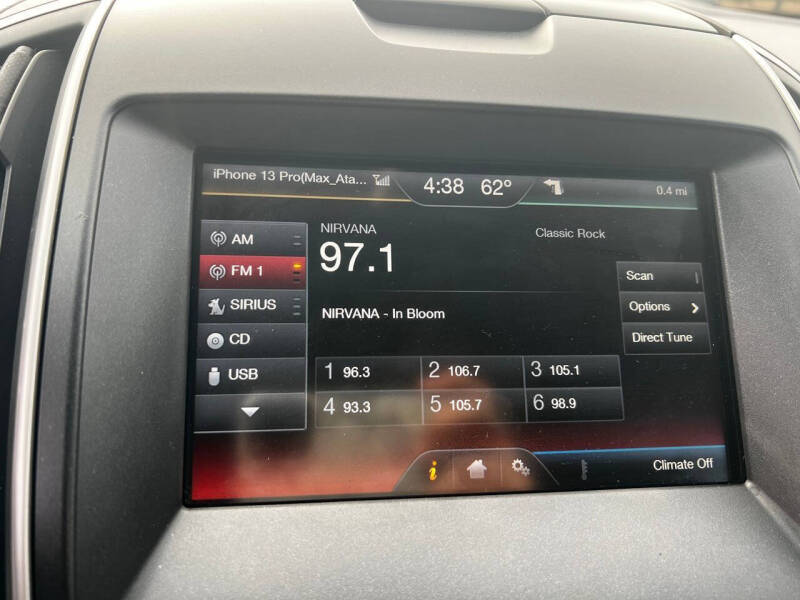 iPhone 13 Pro(Max_Ata...
4:38 62°
0.4 mi
AM
FM 1
SIRIUS
CD
USB
NIRVANA
97.1
Classic Rock
NIRVANA - In Bloom
Scan
Options
Direct Tune
1 96.3 2 106.7 3 105.1
4 93.3 5 105.7 6 98.9
i
Climate Off